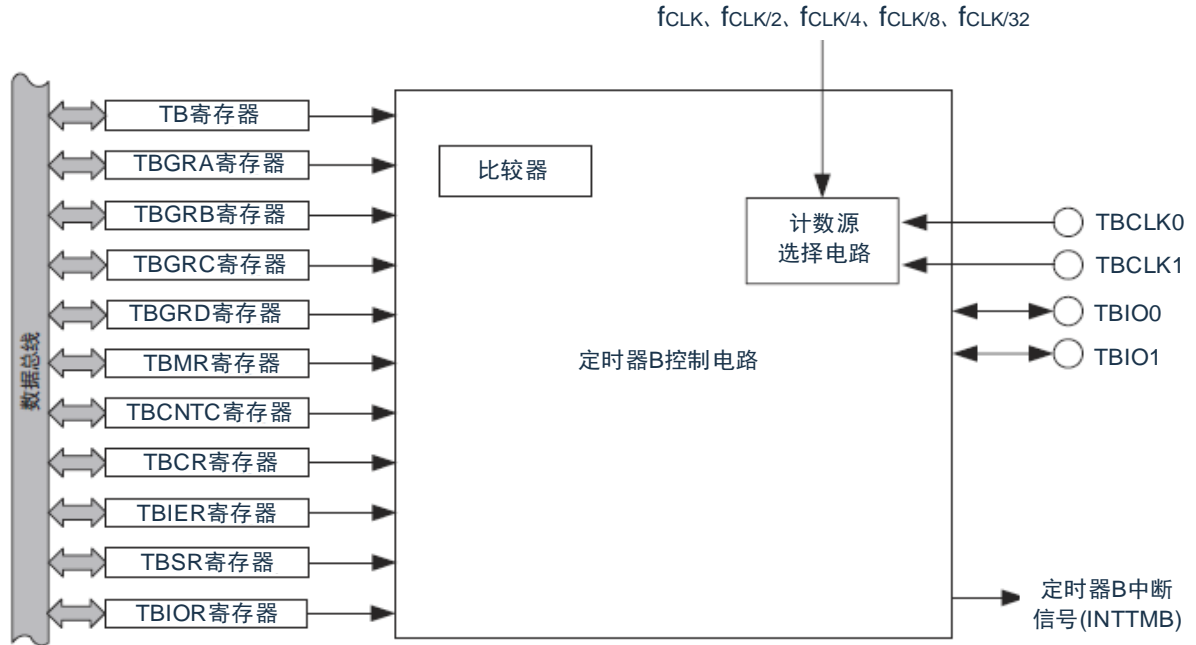 fCLK、fCLK/2、fCLK/4、fCLK/8、fCLK/32
数据总线
TB寄存器
TBGRA寄存器
TBGRB寄存器
TBGRC寄存器
TBGRD寄存器
TBMR寄存器
TBCNTC寄存器
TBCR寄存器
TBIER寄存器
TBSR寄存器
TBIOR寄存器
比较器
计数源
选择电路
定时器B控制电路
TBCLK0
TBCLK1
TBIO0
TBIO1
定时器B中断
信号(INTTMB)